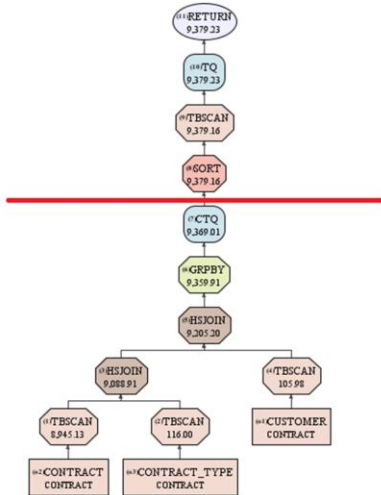 (11)RETURN
9,379.23
(10)TQ
9,379.23
(9)TBSCAN
9,379.16
(8)SORT
9,379.16
(7)CTQ
9,369.01
(6)GRPBY
9,359.91
(5)HSJOIN
9,205.20
(3)HSJOIN
9,088.91
(4)TBSCAN
105.98
(1)TBSCAN
8,945.13
(2)TBSCAN
116.00
(o1)CUSTOMER
CONTRACT
(o2)CONTRACT
CONTRACT
(o3)CONTRACT_TYPE
CONTRACT